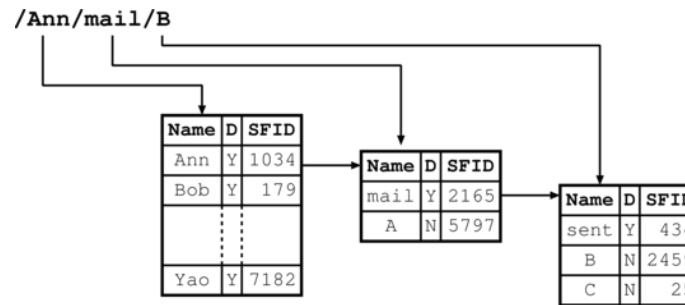 /Ann/mail/B
Name D SFID
Ann Y 1034
Bob Y 179
Yao Y 7182
Name D SFID
mail Y 2165
A N 5797
Name D
sent Y
B N
C N